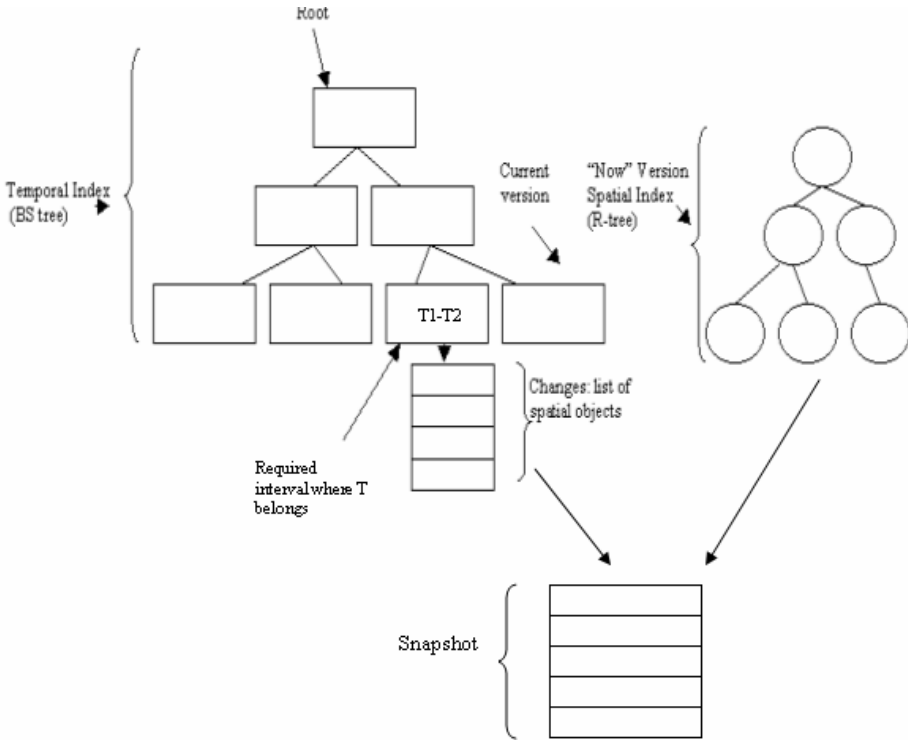 Root
Temporal Index
(BS tree)
Current
version
“Now” Version
Spatial Index
(R-tree)
T1-T2
Changes: list of
spatial objects
Required
interval where T
belongs
Snapshot